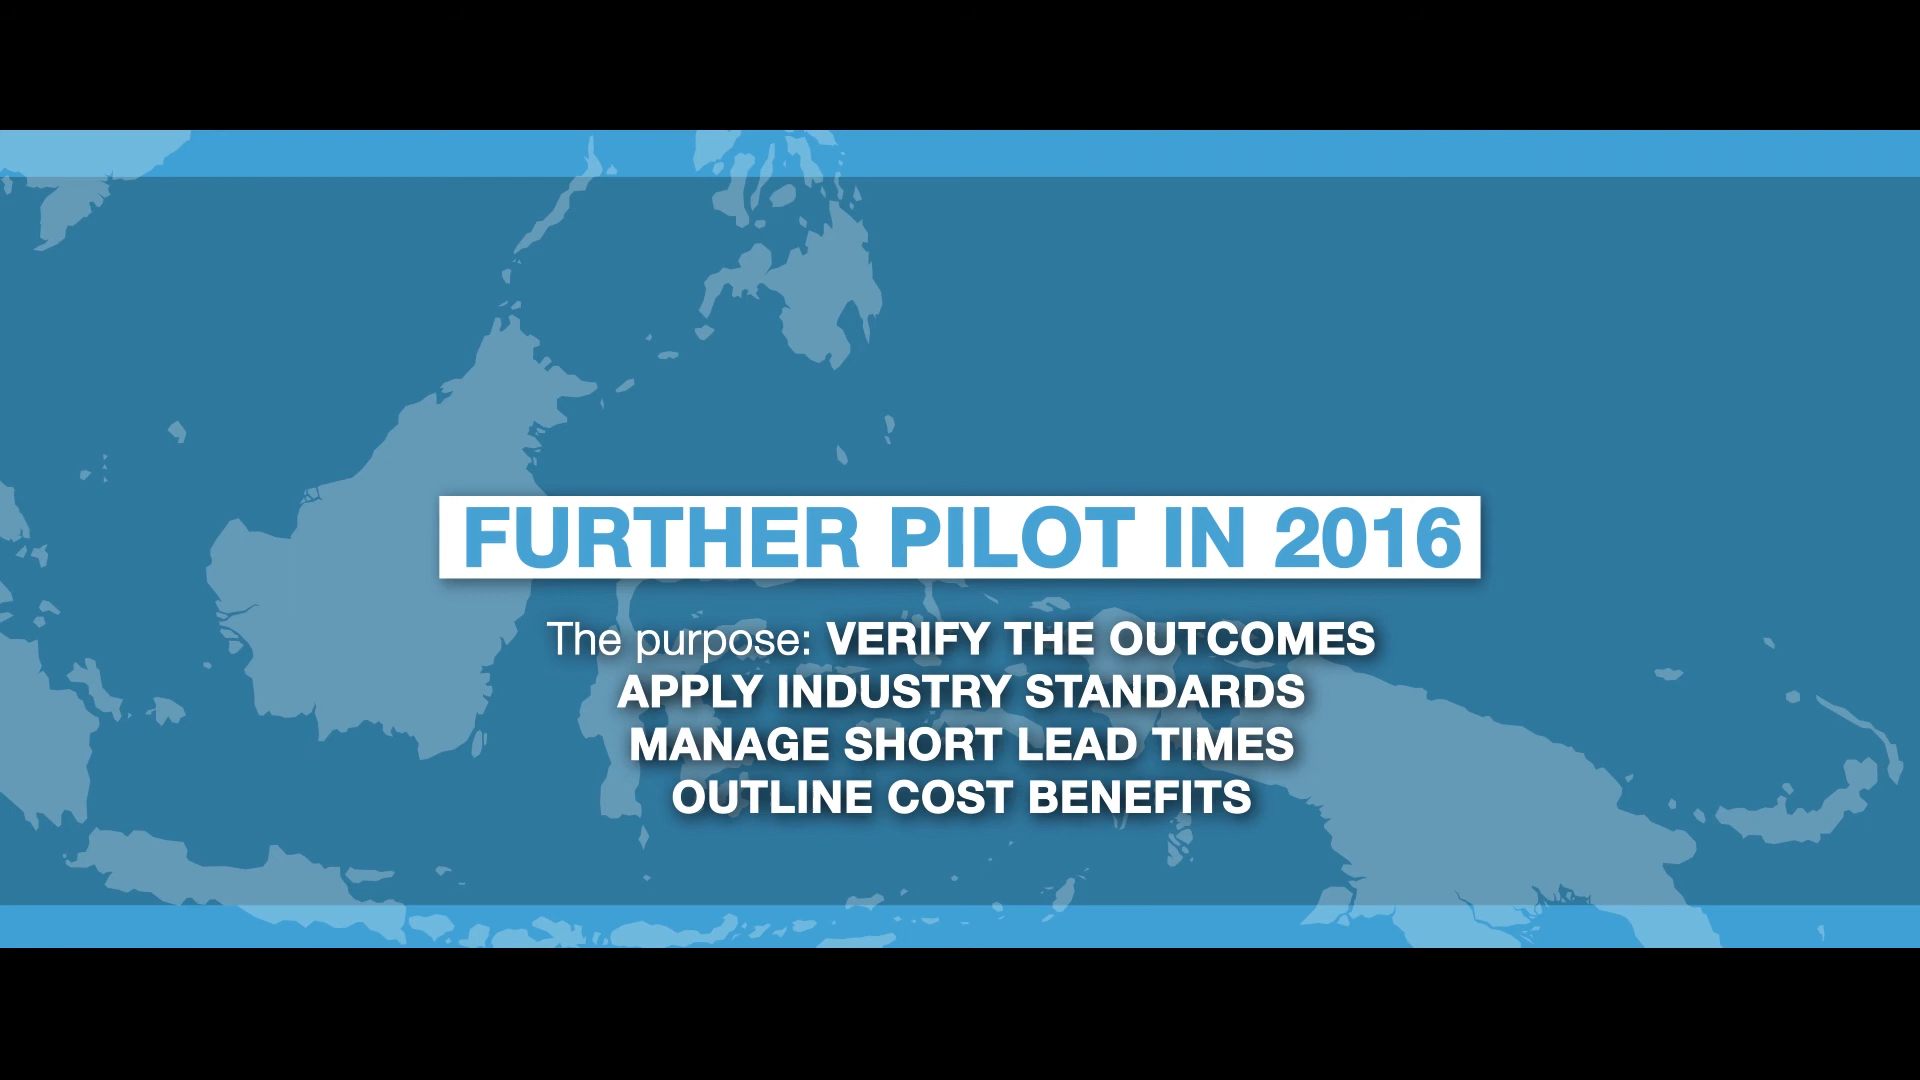 FURTHER PILOT IN 2016
The purpose: VERIFY THE OUTCOMES
APPLY INDUSTRY STANDARDS
MANAGE SHORT LEAD TIMES
OUTLINE COST BENEFITS